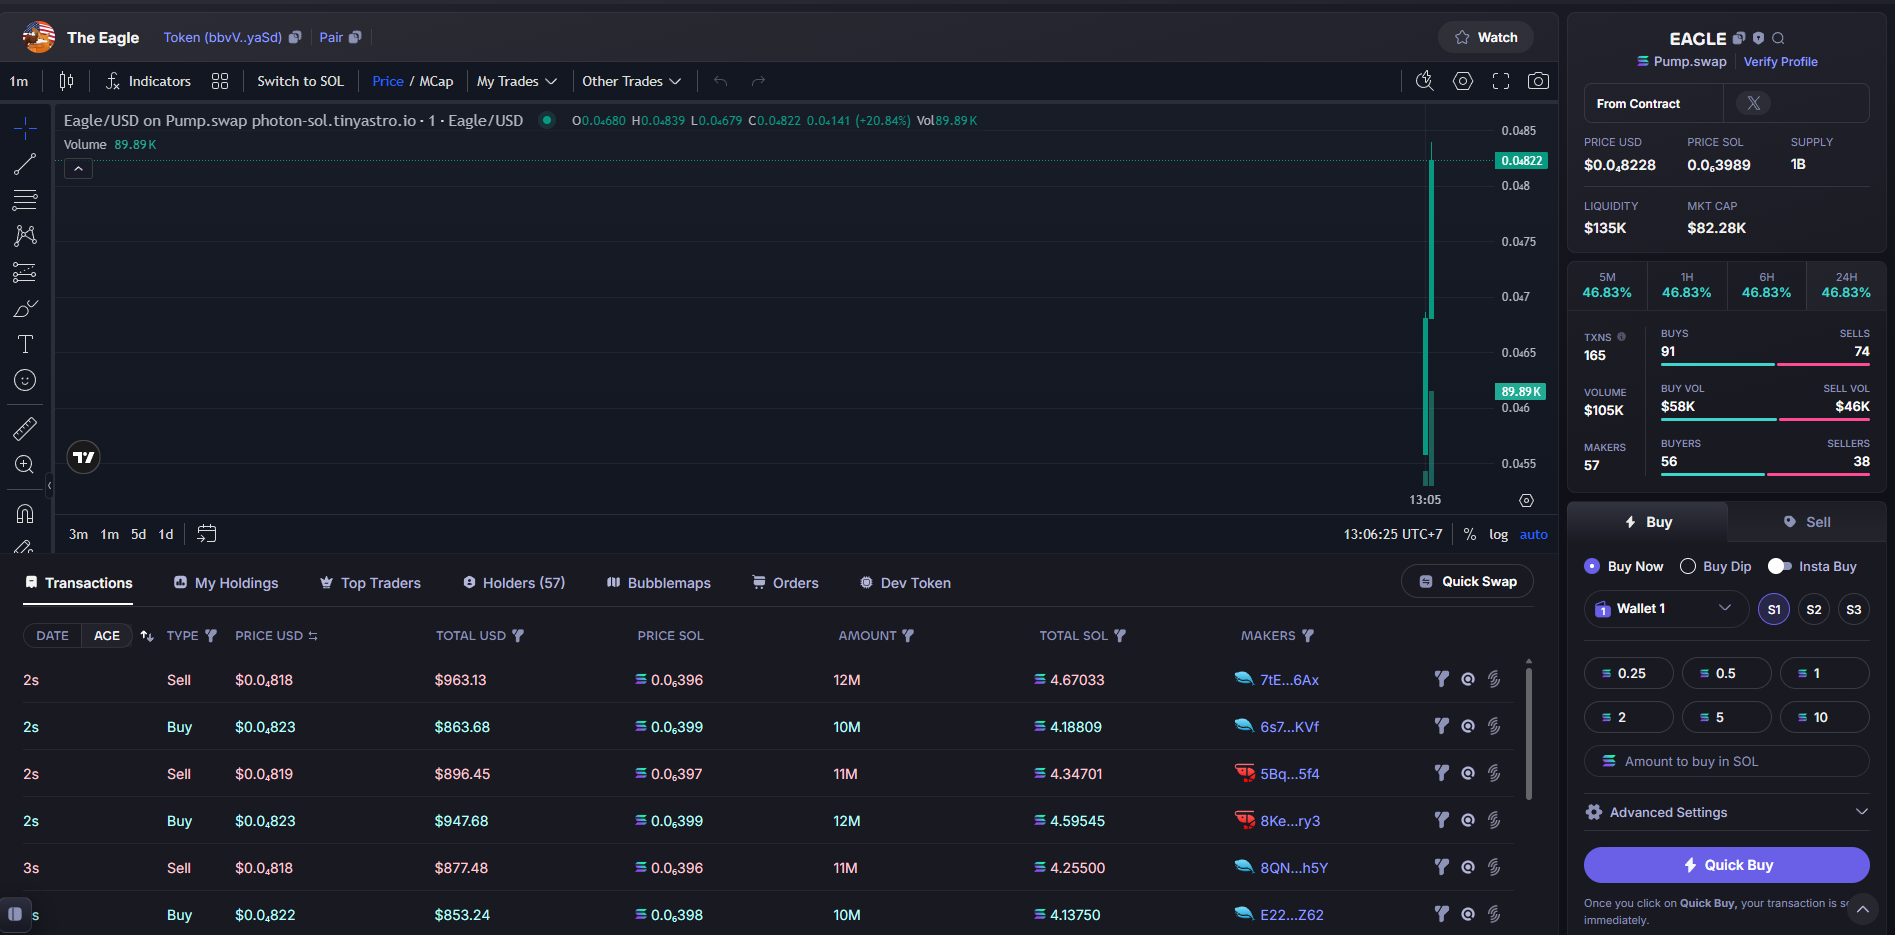 The Eagle Token (bbvV..yaSd) Pair
Watch
1m Indicators Switch to SOL Price / MCap My Trades Other Trades
Eagle/USD on Pump.swap photon-sol.tinyastro.io · 1 · Eagle/USD O0.0₄680 H0.0₄839 L0.0₄679 C0.0₄822 0.0₄141 (+20.84%) Vol89.89K
Volume 89.89K
0.0₄85
0.0₄822
0.0₄8
0.0₄75
0.0₄7
0.0₄65
89.89K
0.0₄6
0.0₄55
13:05
3m 1m 5d 1d
13:06:25 UTC+7 % log auto
Transactions My Holdings Top Traders Holders (57) Bubblemaps Orders Dev Token
Quick Swap
DATE AGE TYPE PRICE USD TOTAL USD PRICE SOL AMOUNT TOTAL SOL MAKERS
2s Sell $0.0₄818 $963.13 0.0₆396 12M 4.67033 7tE...6Ax
2s Buy $0.0₄823 $863.68 0.0₆399 10M 4.18809 6s7...KVf
2s Sell $0.0₄819 $896.45 0.0₆397 11M 4.34701 5Bq...5f4
2s Buy $0.0₄823 $947.68 0.0₆399 12M 4.59545 8Ke...ry3
3s Sell $0.0₄818 $877.48 0.0₆396 11M 4.25500 8QN...h5Y
s Buy $0.0₄822 $853.24 0.0₆398 10M 4.13750 E22...Z62
EAGLE
Pump.swap Verify Profile
From Contract
PRICE USD PRICE SOL SUPPLY
$0.0₄8228 0.0₆3989 1B
LIQUIDITY MKT CAP
$135K $82.28K
5M 1H 6H 24H
46.83% 46.83% 46.83% 46.83%
TXNS BUYS SELLS
165 91 74
VOLUME BUY VOL SELL VOL
$105K $58K $46K
MAKERS BUYERS SELLERS
57 56 38
Buy Sell
Buy Now Buy Dip Insta Buy
1 Wallet 1 S1 S2 S3
0.25 0.5 1
2 5 10
Amount to buy in SOL
Advanced Settings
Quick Buy
Once you click on Quick Buy, your transaction is
immediately.